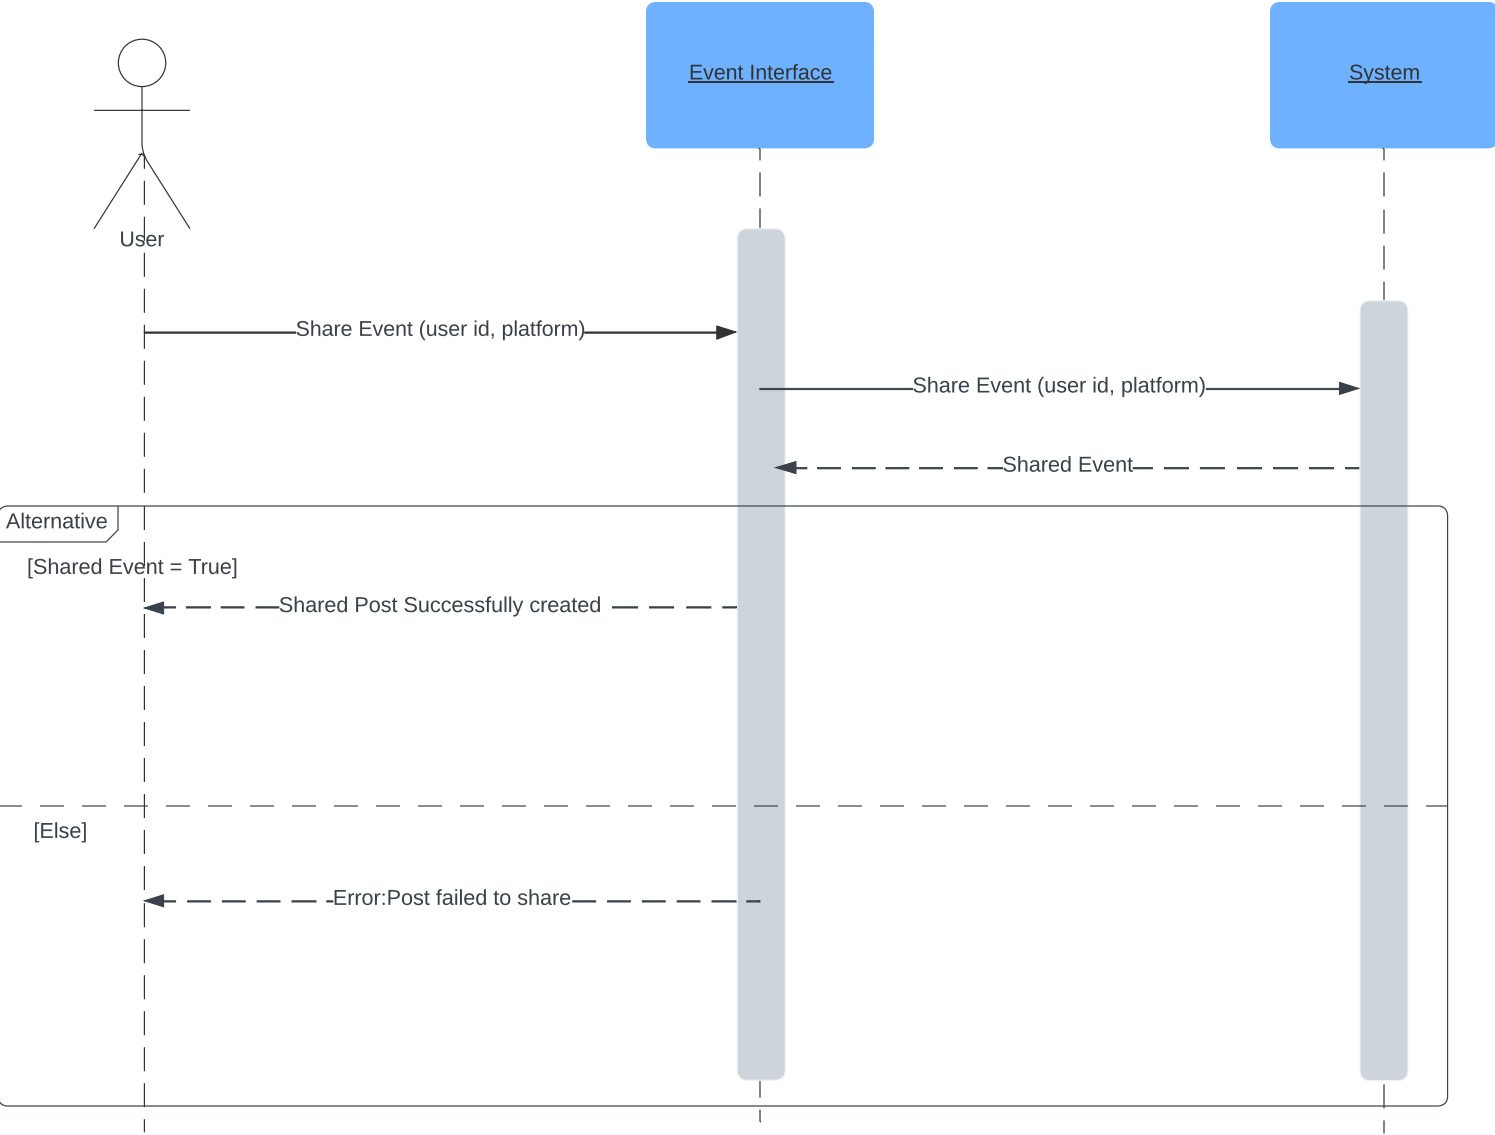 Event Interface
System
User
Share Event (user id, platform)
Share Event (user id, platform)
Shared Event
Alternative
[Shared Event = True]
Shared Post Successfully created
[Else]
Error:Post failed to share